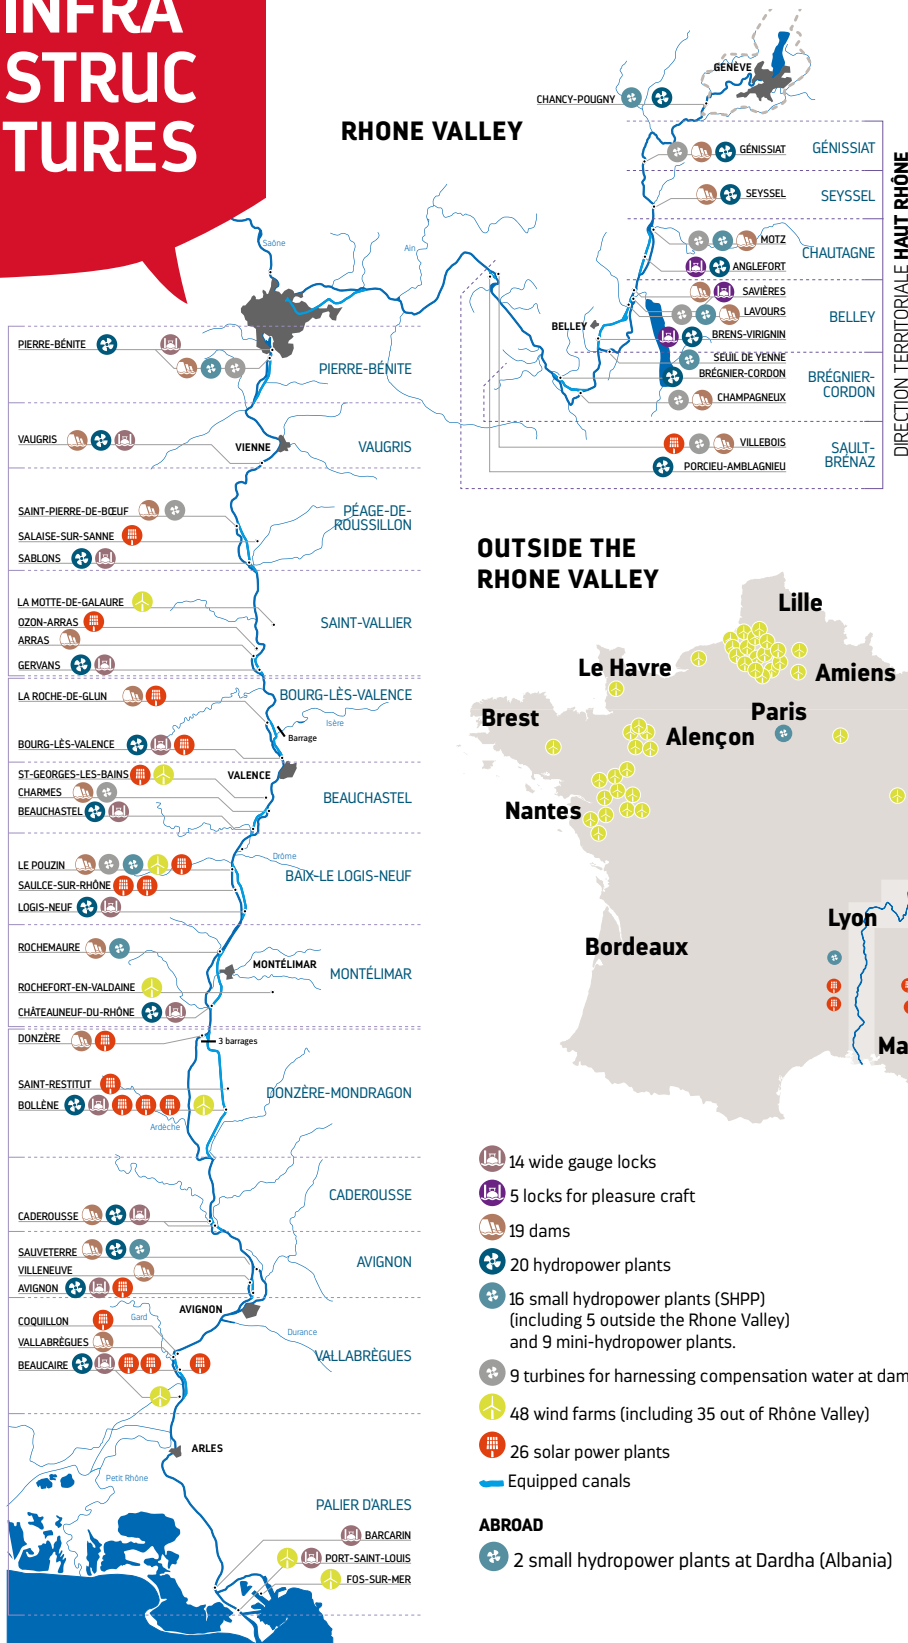 INFRA
STRUC
TURES
RHONE VALLEY
GENÈVE
CHANCY-POUGNY
GÉNISSIAT
GÉNISSIAT
SEYSSEL
SEYSSEL
MOTZ
ANGLEFORT
CHAUTAGNE
SAVIÈRES
LAVOURS
BELLEY
BRENS-VIRIGNIN
BELLEY
SEUIL DE YENNE
BRÉGNIER-CORDON
CHAMPAGNEUX
BRÉGNIER-
CORDON
VILLEBOIS
PORCIEU-AMBLAGNIEU
SAULT-
BRÉNAZ
DIRECTION TERRITORIALE HAUT RHÔNE
Saône
Ain
PIERRE-BÉNITE
PIERRE-BÉNITE
VAUGRIS
VIENNE
VAUGRIS
SAINT-PIERRE-DE-BŒUF
SALAISE-SUR-SANNE
SABLONS
PÉAGE-DE-
ROUSSILLON
LA MOTTE-DE-GALAURE
OZON-ARRAS
ARRAS
GERVANS
SAINT-VALLIER
LA ROCHE-DE-GLUN
BOURG-LÈS-VALENCE
Isère
Barrage
BOURG-LÈS-VALENCE
ST-GEORGES-LES-BAINS
CHARMES
BEAUCHASTEL
VALENCE
BEAUCHASTEL
Drôme
LE POUZIN
SAULCE-SUR-RHÔNE
LOGIS-NEUF
BAIX-LE LOGIS-NEUF
ROCHEMAURE
MONTÉLIMAR
MONTÉLIMAR
ROCHEFORT-EN-VALDAINE
CHÂTEAUNEUF-DU-RHÔNE
DONZÈRE
3 barrages
SAINT-RESTITUT
BOLLÈNE
DONZÈRE-MONDRAGON
Ardèche
CADEROUSSE
CADEROUSSE
SAUVETERRE
VILLENEUVE
AVIGNON
AVIGNON
AVIGNON
COQUILLON
Gard
Durance
VALLABRÈGUES
BEAUCAIRE
VALLABRÈGUES
ARLES
Petit Rhône
PALIER D'ARLES
BARCARIN
PORT-SAINT-LOUIS
FOS-SUR-MER
OUTSIDE THE
RHONE VALLEY
Lille
Le Havre
Amiens
Brest
Paris
Alençon
Nantes
Lyon
Bordeaux
Ma
14 wide gauge locks
5 locks for pleasure craft
19 dams
20 hydropower plants
16 small hydropower plants (SHPP)
(including 5 outside the Rhone Valley)
and 9 mini-hydropower plants.
9 turbines for harnessing compensation water at dam
48 wind farms (including 35 out of Rhône Valley)
26 solar power plants
Equipped canals
ABROAD
2 small hydropower plants at Dardha (Albania)